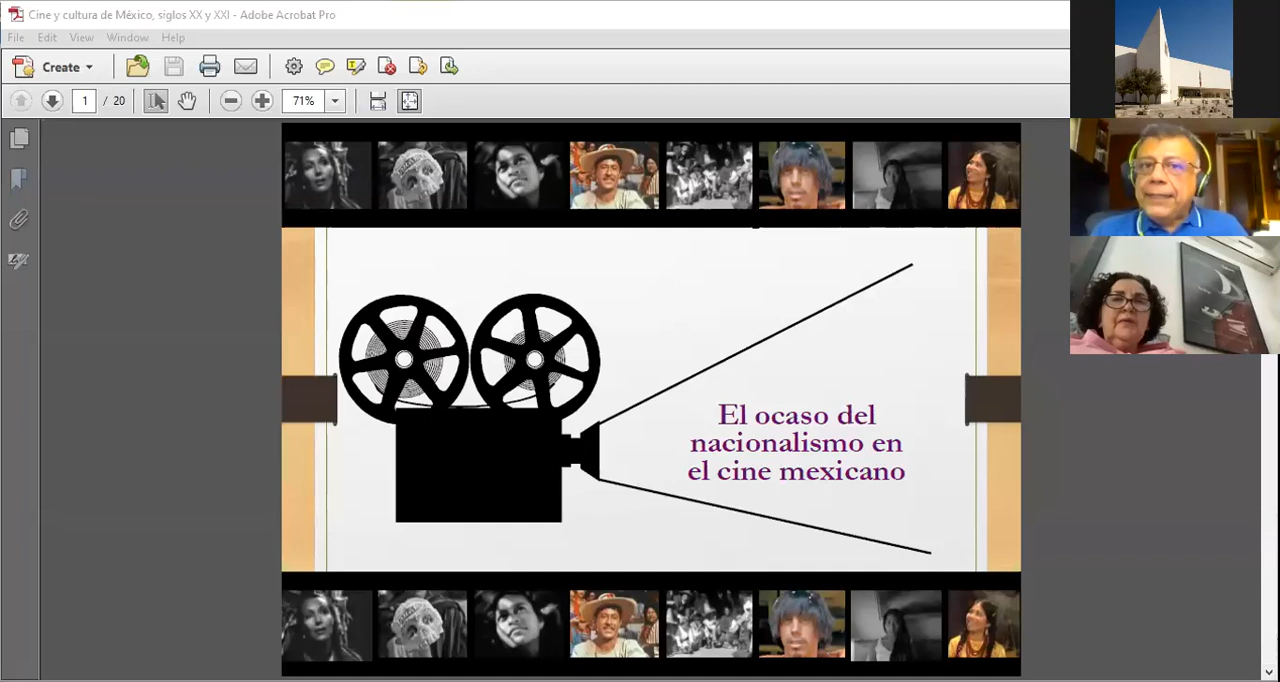 Cine y cultura de México, siglos XX y XXI - Adobe Acrobat Pro
File Edit View Window Help
Create
1 / 20 71%
El ocaso del
nacionalismo en
el cine mexicano